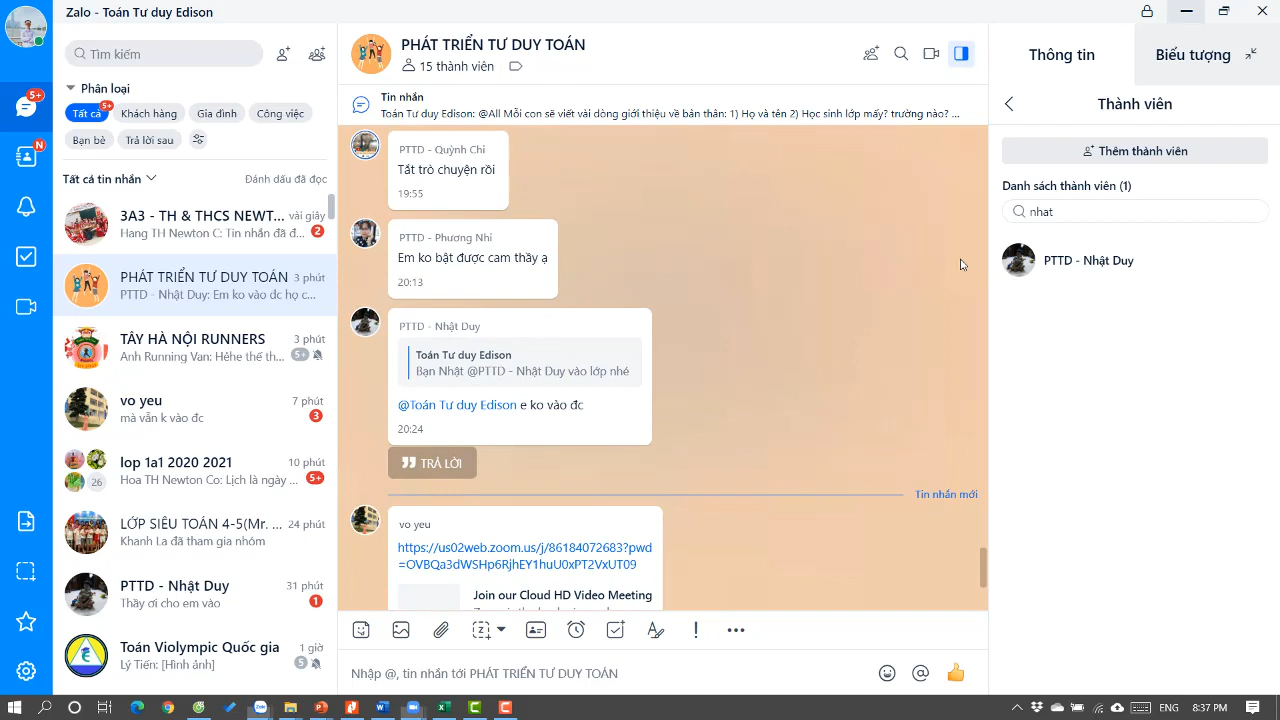 Zalo - Toán Tư duy Edison
Tìm kiếm
Phân loại
Tất cả
5+
Khách hàng
Gia đình
Công việc
Bạn bè
Trả lời sau
Tất cả tin nhắn
Đánh dấu đã đọc
5+
N
3A3 - TH & THCS NEWT...
vài giây
Hang TH Newton C: Tin nhắn đã đ...
2
PHÁT TRIỂN TƯ DUY TOÁN
3 phút
PTTD - Nhật Duy: Em ko vào dc họ c...
TÂY HÀ NỘI RUNNERS
3 phút
Anh Running Van: Hêhe thế th...
5+
vo yeu
7 phút
mà vẫn k vào đc
3
lop 1a1 2020 2021
10 phút
Hoa TH Newton Co: Lịch là ngày ...
5+
26
LỚP SIÊU TOÁN 4-5(Mr. ...
24 phút
Khanh La đã tham gia nhóm
PTTD - Nhật Duy
31 phút
Thầy ơi cho em vào
1
Toán Violympic Quốc gia
1 giờ
Lý Tiến: [Hình ảnh]
5
PHÁT TRIỂN TƯ DUY TOÁN
15 thành viên
Tin nhắn
Toán Tư duy Edison: @All Mỗi con sẽ viết vài dòng giới thiệu về bản thân: 1) Họ và tên 2) Học sinh lớp mấy? trường nào? ...
PTTD - Quỳnh Chi
Tắt trò chuyện rồi
19:55
PTTD - Phương Nhi
Em ko bật được cam thầy ạ
20:13
PTTD - Nhật Duy
Toán Tư duy Edison
Bạn Nhật @PTTD - Nhật Duy vào lớp nhé
@Toán Tư duy Edison e ko vào đc
20:24
TRẢ LỜI
Tin nhắn mới
vo yeu
https://us02web.zoom.us/j/86184072683?pwd
=OVBQa3dWSHp6RjhEY1huU0xPT2VxUT09
Join our Cloud HD Video Meeting
Nhập @, tin nhắn tới PHÁT TRIỂN TƯ DUY TOÁN
Thông tin
Biểu tượng
Thành viên
Thêm thành viên
Danh sách thành viên (1)
nhat
PTTD - Nhật Duy
ENG
8:37 PM